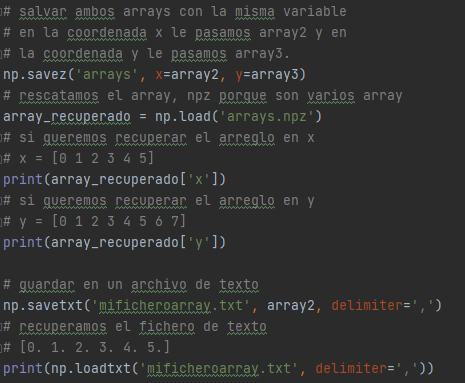 # salvar ambos arrays con la misma variable
# en la coordenada x le pasamos array2 y en
# la coordenada y le pasamos array3.
np.savez('arrays', x=array2, y=array3)
# rescatamos el array, npz porque son varios array
array_recuperado = np.load('arrays.npz')
# si queremos recuperar el arreglo en x
# x = [0 1 2 3 4 5]
print(array_recuperado['x'])
# si queremos recuperar el arreglo en y
# y = [0 1 2 3 4 5 6 7]
print(array_recuperado['y'])
# guardar en un archivo de texto
np.savetxt('mificheroarray.txt', array2, delimiter=',')
# recuperamos el fichero de texto
# [0. 1. 2. 3. 4. 5.]
print(np.loadtxt('mificheroarray.txt', delimiter=','))